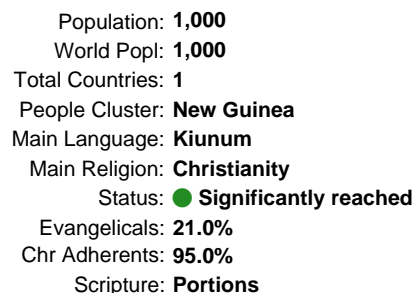 Population: 1,000
World Popl: 1,000
Total Countries: 1
People Cluster: New Guinea
Main Language: Kiunum
Main Religion: Christianity
Status: Significantly reached
Evangelicals: 21.0%
Chr Adherents: 95.0%
Scripture: Portions